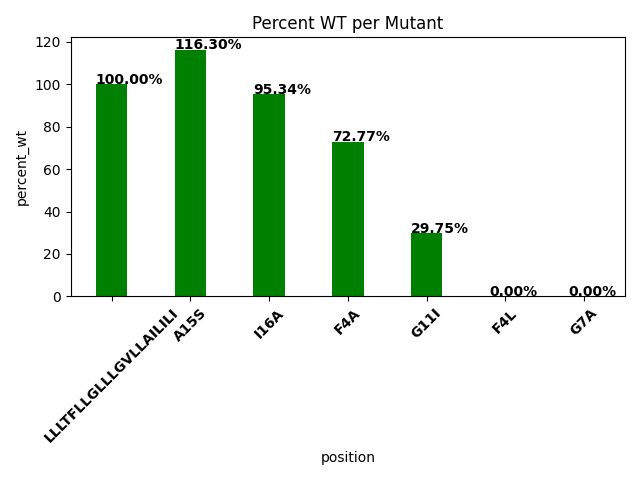 Percent WT per Mutant
percent_wt
120
100
80
60
40
20
0
100.00%
116.30%
95.34%
72.77%
29.75%
0.00%
0.00%
LLLTFLLGLLLGVLLAILILILI
A15S
I16A
F4A
G11I
F4L
G7A
position